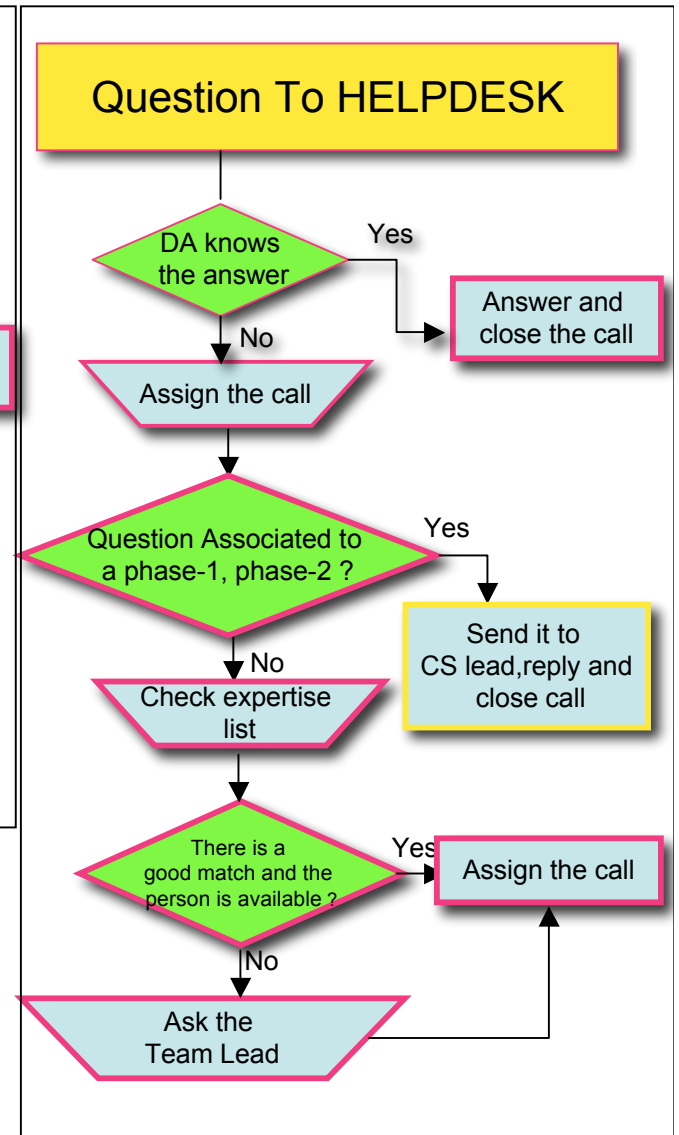 Question To HELPDESK
DA knows
the answer
Yes
Answer and
close the call
No
Assign the call
Question Associated to
a phase-1, phase-2 ?
Yes
Send it to
CS lead,reply and
close call
No
Check expertise
list
There is a
good match and the
person is available ?
Yes
Assign the call
No
Ask the
Team Lead